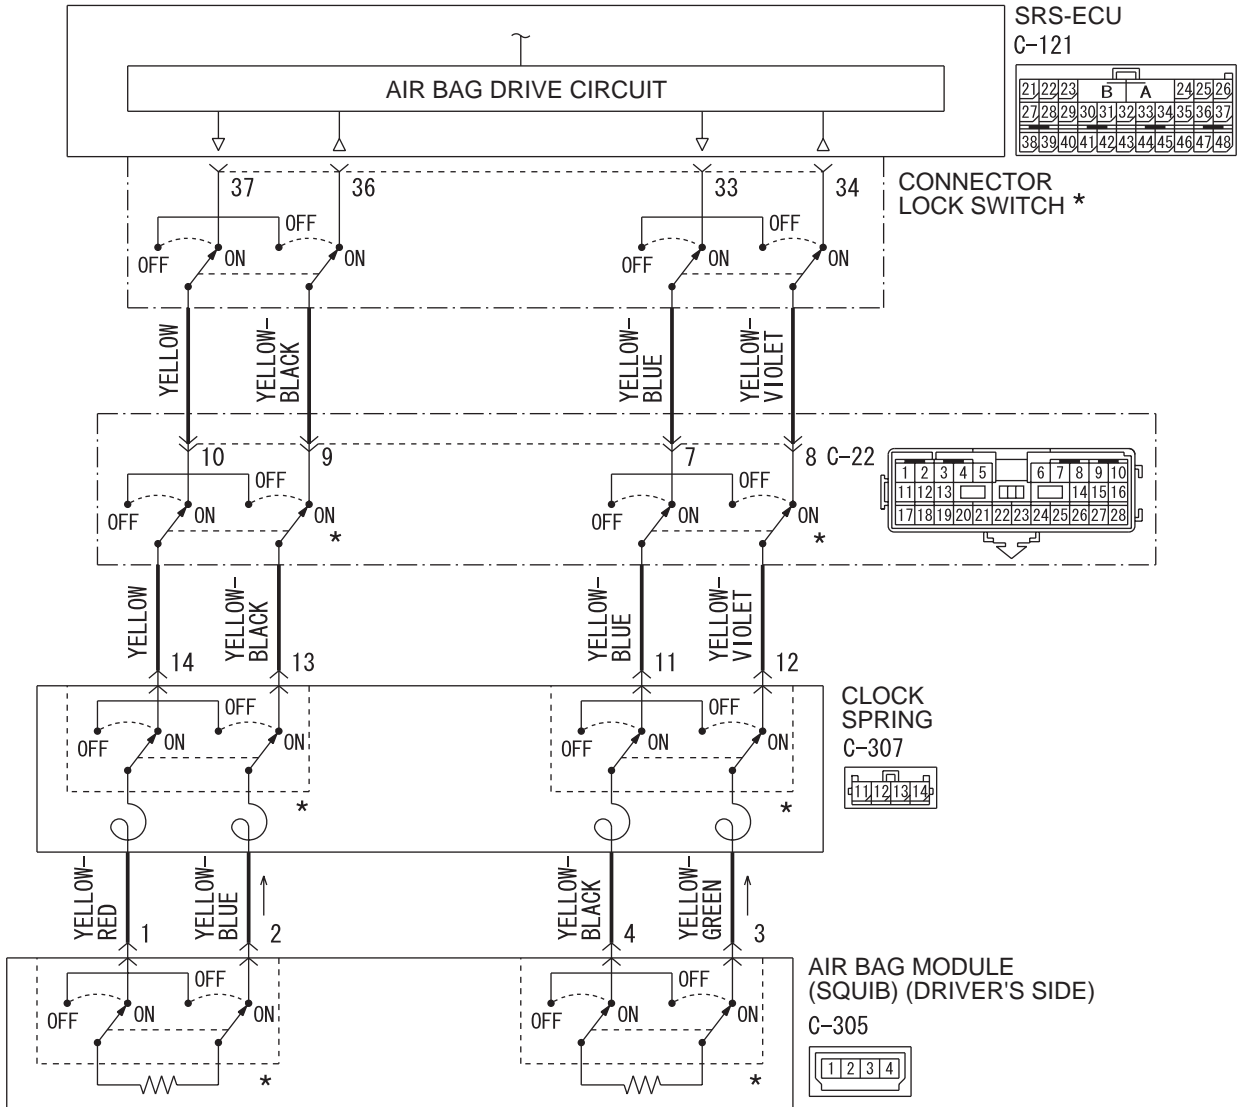 SRS-ECU
C-121
AIR BAG DRIVE CIRCUIT
21 22 23 B A 24 25 26
27 28 29 30 31 32 33 34 35 36 37
38 39 40 41 42 43 44 45 46 47 48
37 36 33 34
CONNECTOR
LOCK SWITCH *
OFF OFF
OFF ON ON OFF ON ON
YELLOW
YELLOW-
BLACK
YELLOW-
BLUE
YELLOW-
VIOLET
10 9 7 8 C-22
1 2 3 4 5 6 7 8 9 10
11 12 13 14 15 16
17 18 19 20 21 22 23 24 25 26 27 28
OFF OFF
OFF ON ON OFF ON ON
* *
YELLOW
YELLOW-
BLACK
YELLOW-
BLUE
YELLOW-
VIOLET
14 13 11 12
CLOCK
SPRING
C-307
11 12 13 14
OFF OFF
OFF ON ON OFF ON ON
* *
YELLOW-
RED
YELLOW-
BLUE
YELLOW-
BLACK
YELLOW-
GREEN
1 2 4 3
AIR BAG MODULE
(SQUIB) (DRIVER'S SIDE)
C-305
1 2 3 4
OFF OFF
OFF ON ON OFF ON ON
* *